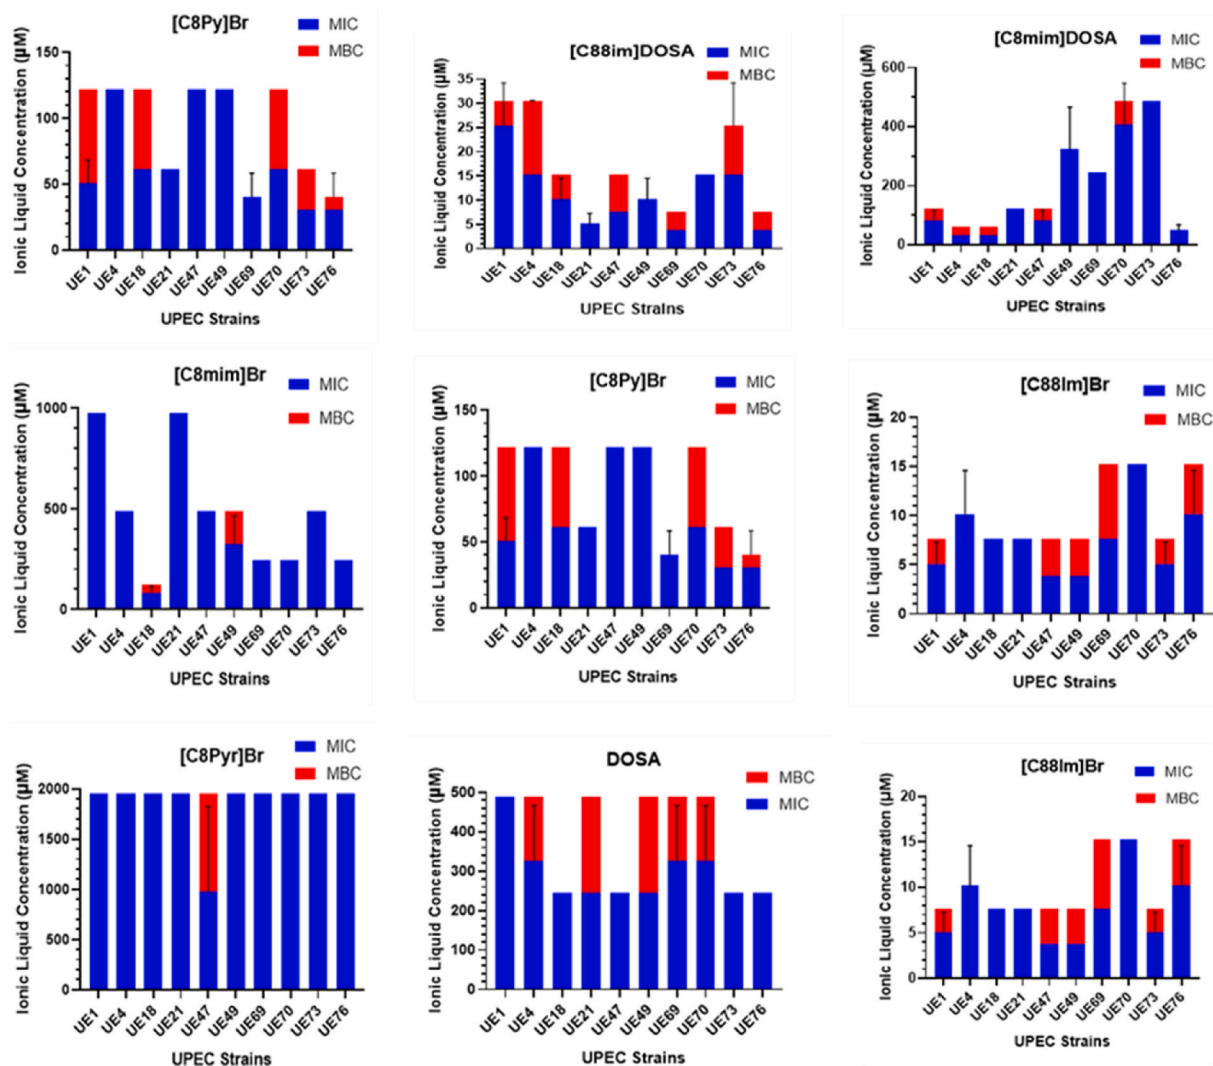 [C8Py]Br
MIC
MBC
Ionic Liquid Concentration (µM)
150
100
50
0
UE1 UE4 UE18 UE21 UE47 UE49 UE69 UE70 UE73 UE76
UPEC Strains
[C88im]DOSA
MIC
MBC
Ionic Liquid Concentration (µM)
35
30
25
20
15
10
5
0
UE1 UE4 UE18 UE21 UE47 UE49 UE69 UE70 UE73 UE76
UPEC Strains
[C8mim]DOSA
MIC
MBC
Ionic Liquid Concentration (µM)
600
400
200
0
UE1 UE4 UE18 UE21 UE47 UE49 UE69 UE70 UE73 UE76
UPEC Strains
[C8mim]Br
MIC
MBC
Ionic Liquid Concentration (µM)
1000
500
0
UE1 UE4 UE18 UE21 UE47 UE49 UE69 UE70 UE73 UE76
UPEC Strains
[C8Py]Br
MIC
MBC
Ionic Liquid Concentration (µM)
150
100
50
0
UE1 UE4 UE18 UE21 UE47 UE49 UE69 UE70 UE73 UE76
UPEC Strains
[C88Im]Br
MIC
MBC
Ionic Liquid Concentration (µM)
20
15
10
5
0
UE1 UE4 UE18 UE21 UE47 UE49 UE69 UE70 UE73 UE76
UPEC Strains
[C8Pyr]Br
MIC
MBC
Ionic Liquid Concentration (µM)
2000
1500
1000
500
0
UE1 UE4 UE18 UE21 UE47 UE49 UE69 UE70 UE73 UE76
UPEC Strains
DOSA
MBC
MIC
Ionic Liquid Concentration (µM)
500
400
300
200
100
0
UE1 UE4 UE18 UE21 UE47 UE49 UE69 UE70 UE73 UE76
UPEC Strains
[C88Im]Br
MIC
MBC
Ionic Liquid Concentration (µM)
20
15
10
5
0
UE1 UE4 UE18 UE21 UE47 UE49 UE69 UE70 UE73 UE76
UPEC Strains